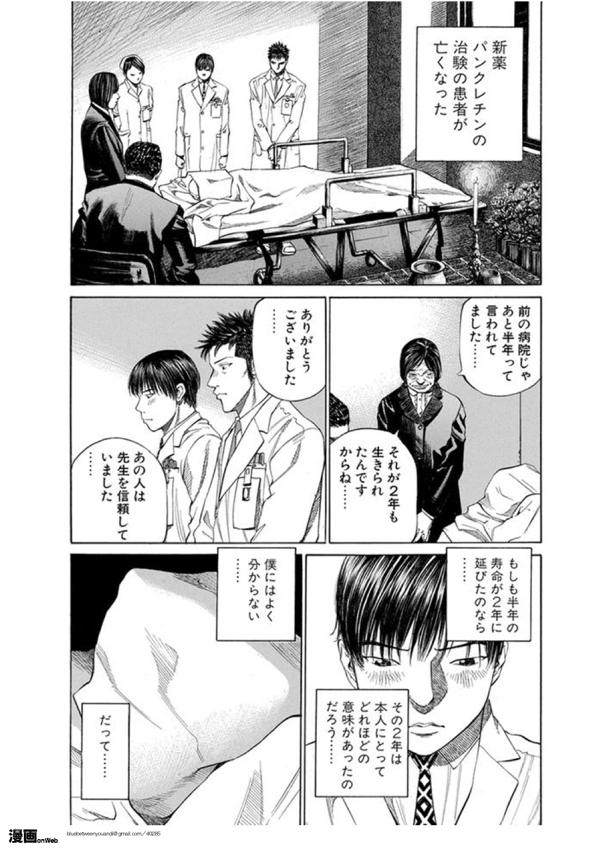 新薬
パンクレチンの
治験の患者が
亡くなった
前の病院じゃ
あと半年って
言われて
ました……
それが2年も
生きられ
たんです
からね……
ありがとう
ございました
……
あの人は
先生を信頼して
いました
……
もしも半年の
寿命が2年に
延びたのなら
その2年は
本人にとって
どれほどの
意味があったの
だろう……
僕にはよく
分からない
……
だって……
漫画onWeb
bluebetweenyouandi@gmail.com/40285